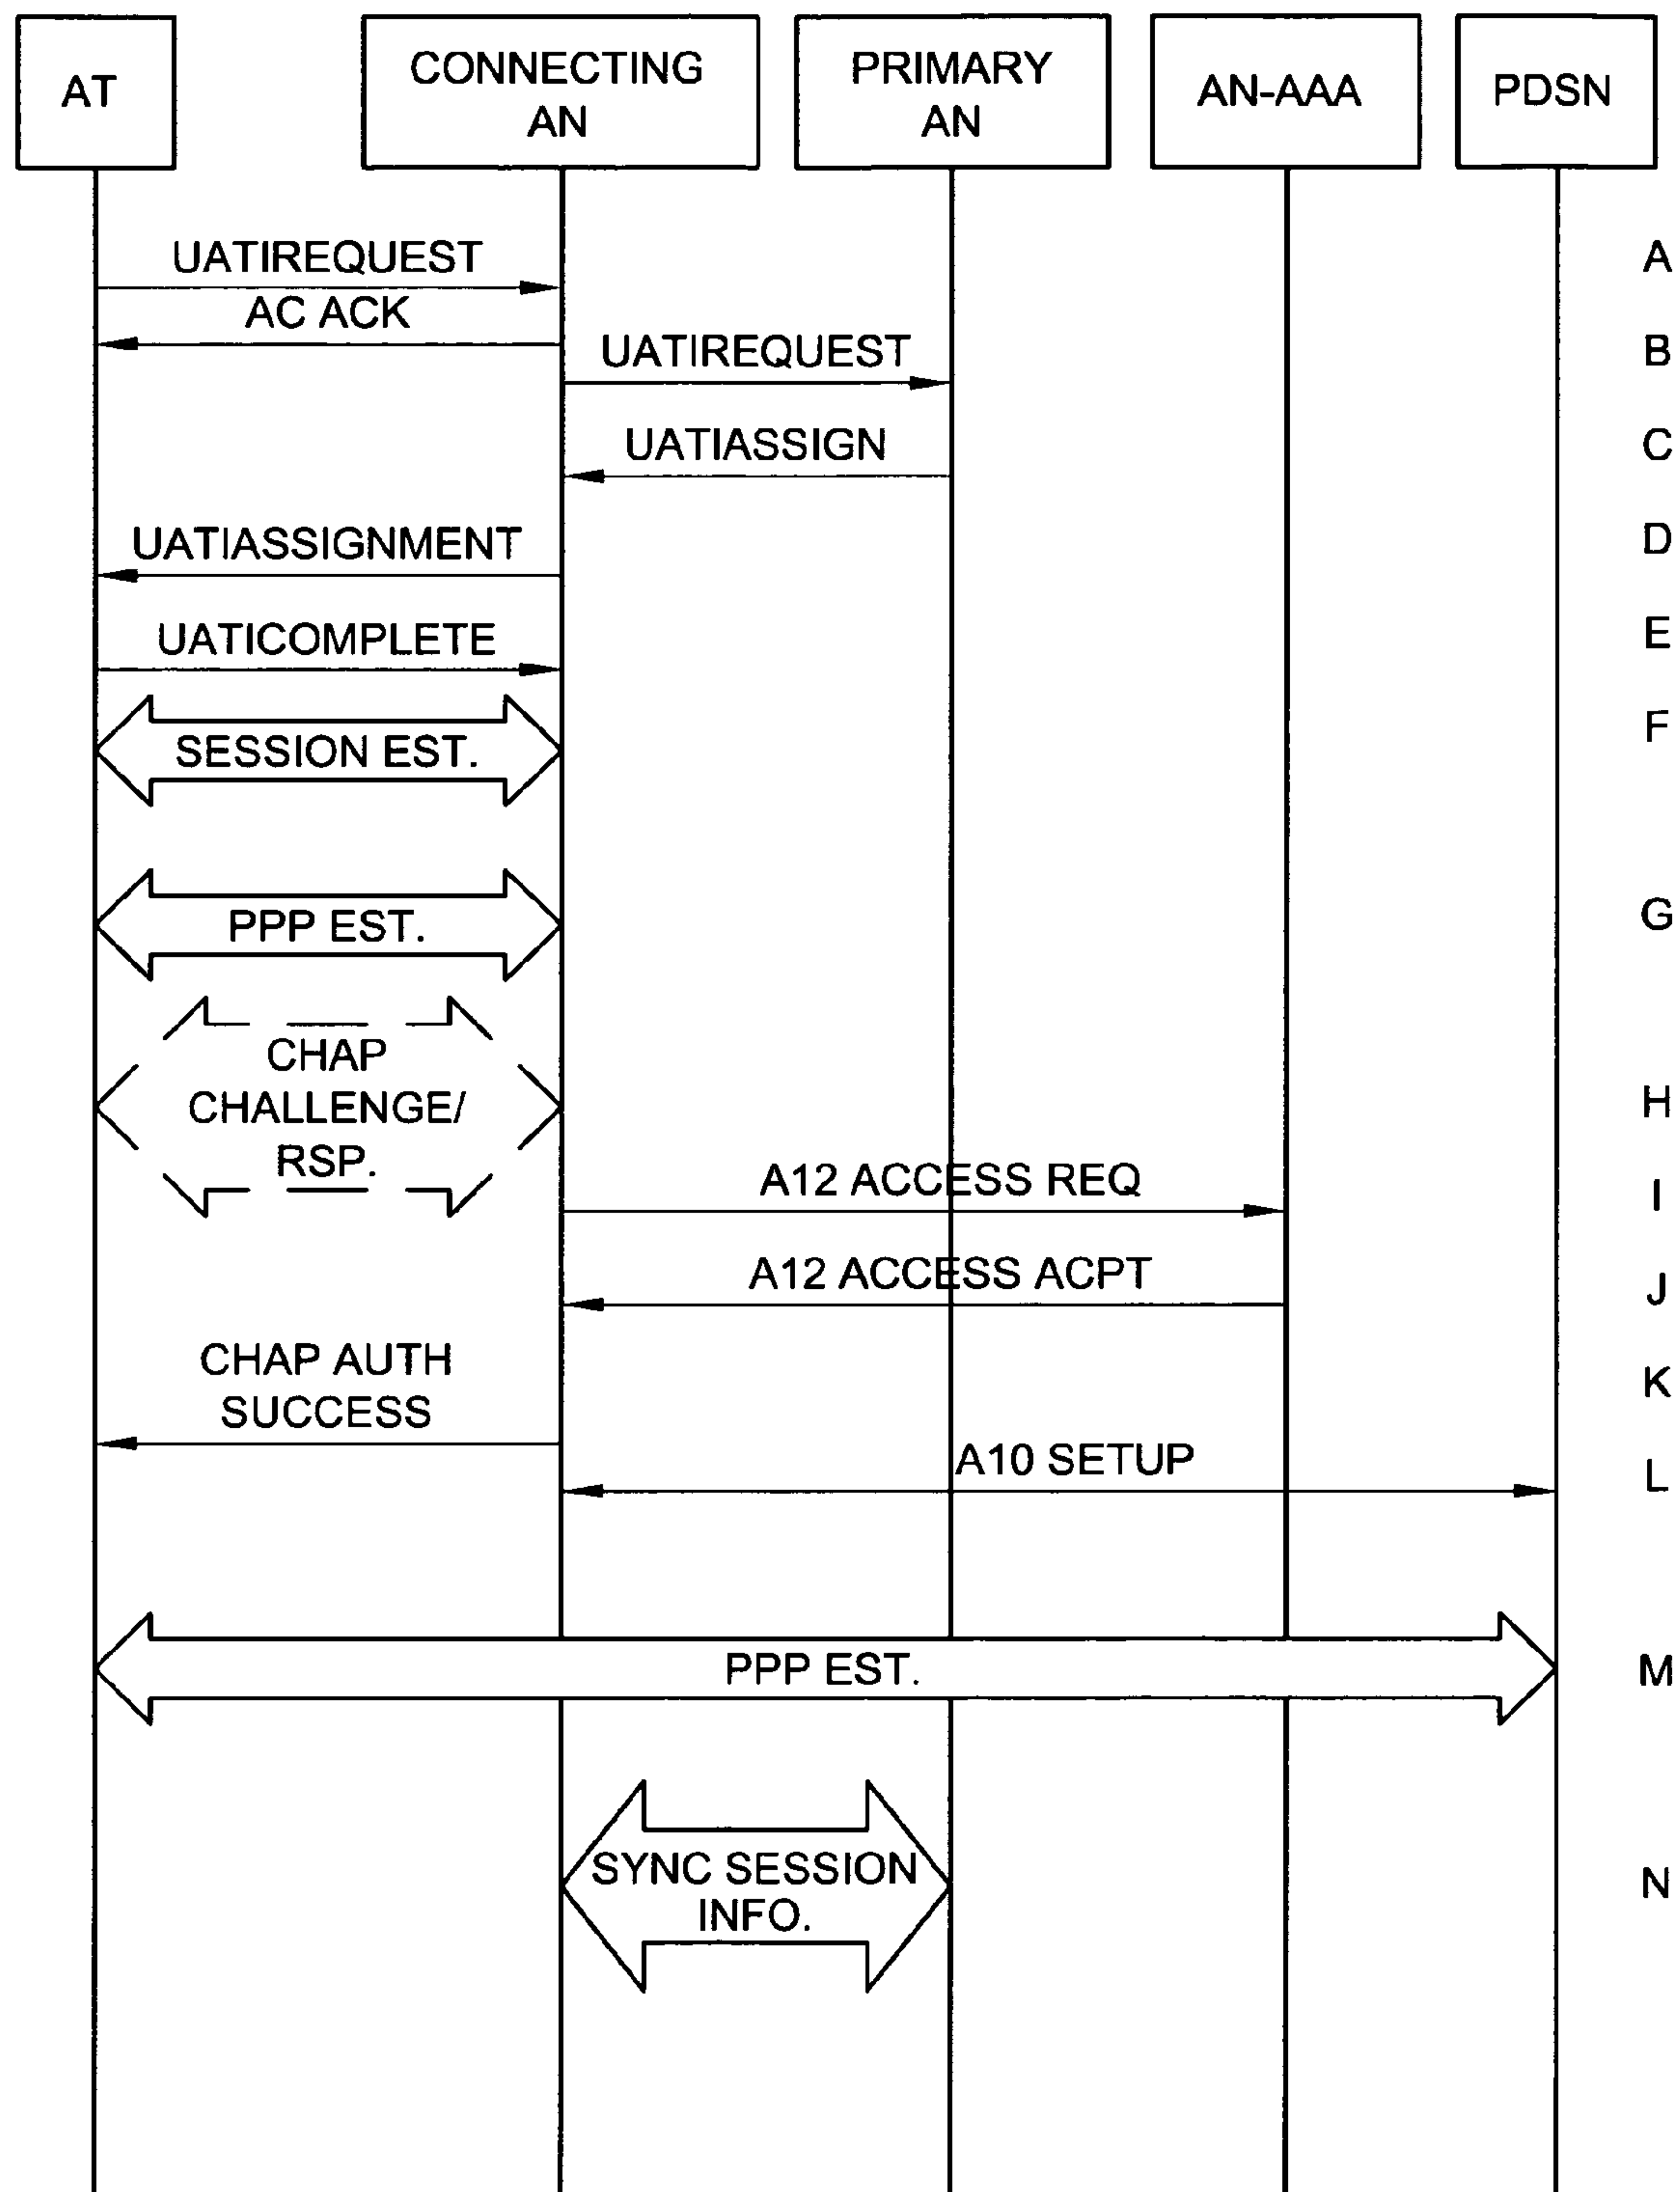 AT
CONNECTING
AN
PRIMARY
AN
AN-AAA
PDSN
UATIREQUEST
A
AC ACK
UATIREQUEST
B
UATIASSIGN
C
UATIASSIGNMENT
D
UATICOMPLETE
E
SESSION EST.
F
PPP EST.
G
CHAP
CHALLENGE/
RSP.
H
A12 ACCESS REQ
I
A12 ACCESS ACPT
J
CHAP AUTH
SUCCESS
K
A10 SETUP
L
PPP EST.
M
SYNC SESSION
INFO.
N